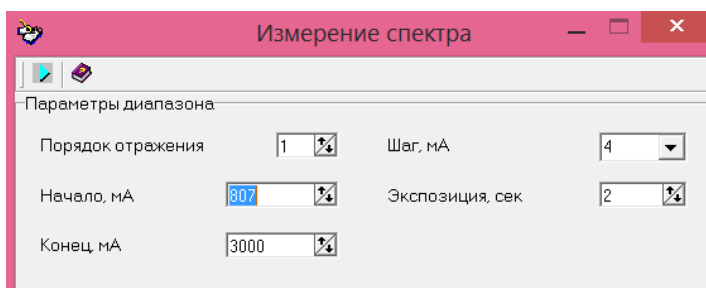 Измерение спектра
Параметры диапазона
Порядок отражения 1 Шаг, мА 4
Начало, мА 807 Экспозиция, сек 2
Конец, мА 3000